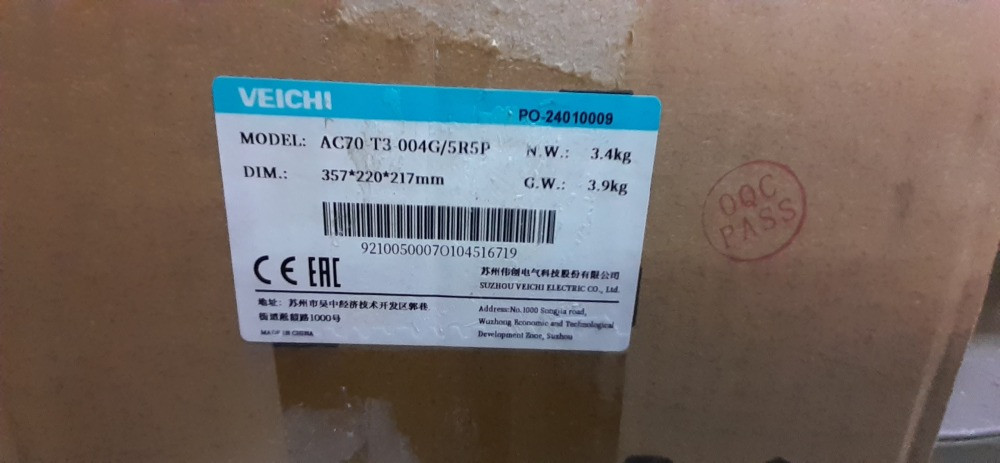 VEICHI
PO-24010009
MODEL: AC70-T3-004G/5R5P N.W.: 3.4kg
DIM.: 357*220*217mm G.W.: 3.9kg
9210050007O104516719
CE EAC
苏州伟创电气科技股份有限公司
SUZHOU VEICHI ELECTRIC CO., Ltd.
地址: 苏州市吴中经济技术开发区郭巷
街道淞葭路1000号
MADE IN CHINA
Address:No.1000 Songjia road,
Wuzhong Economic and Technological
Development Zone, Suzhou
OQC
PASS